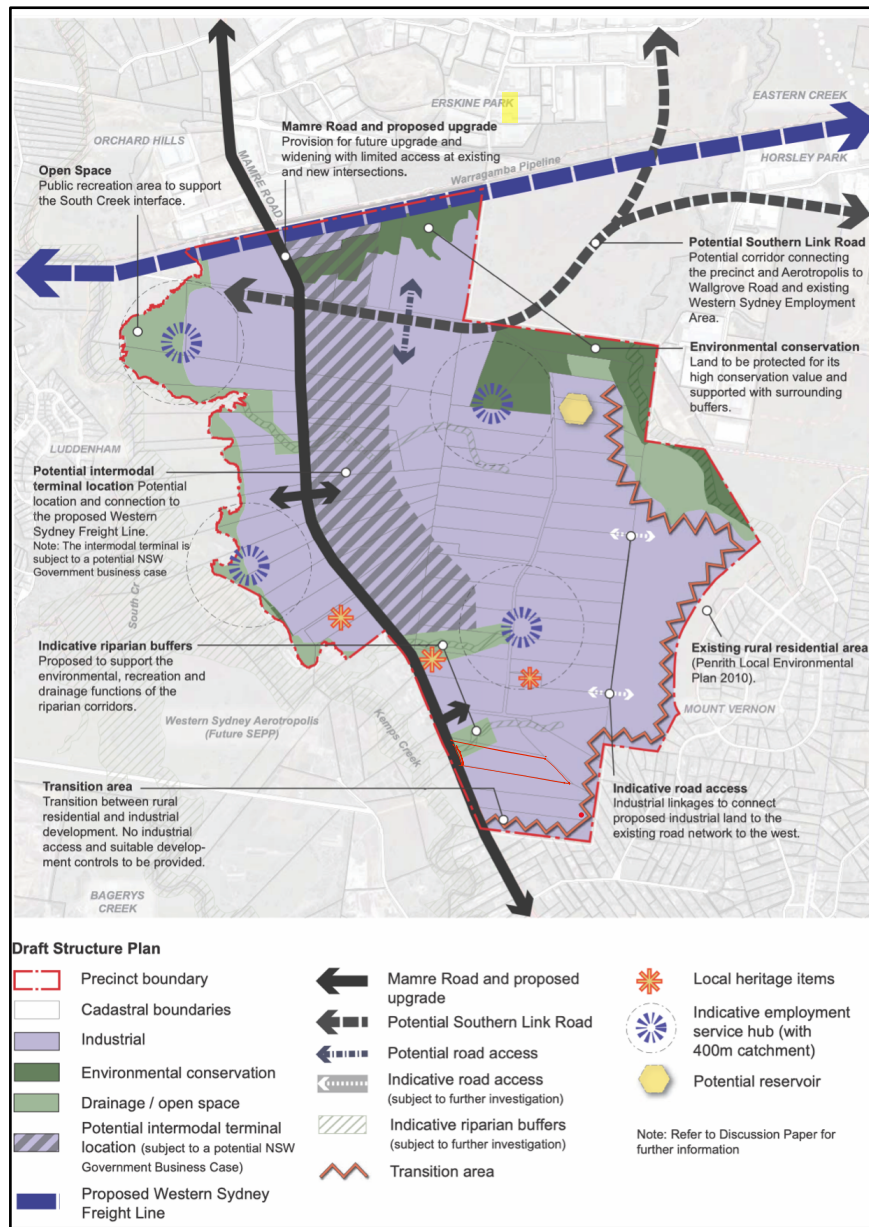 ERSKINE PARK
EASTERN CREEK
ORCHARD HILLS
MAMRE ROAD
Warragamba Pipeline
HORSLEY PARK
Mamre Road and proposed upgrade
Provision for future upgrade and
widening with limited access at existing
and new intersections.
Open Space
Public recreation area to support
the South Creek interface.
Potential Southern Link Road
Potential corridor connecting
the precinct and Aerotropolis to
Wallgrove Road and existing
Western Sydney Employment
Area.
Environmental conservation
Land to be protected for its
high conservation value and
supported with surrounding
buffers.
LUDDENHAM
Potential intermodal
terminal location Potential
location and connection to
the proposed Western
Sydney Freight Line.
Note: The intermodal terminal is
subject to a potential NSW
Government business case
South Cr
Indicative riparian buffers
Proposed to support the
environmental, recreation and
drainage functions of the
riparian corridors.
Existing rural residential area
(Penrith Local Environmental
Plan 2010).
MOUNT VERNON
Western Sydney Aerotropolis
(Future SEPP)
Kemps Creek
Transition area
Transition between rural
residential and industrial
development. No industrial
access and suitable develop-
ment controls to be provided.
Indicative road access
Industrial linkages to connect
proposed industrial land to the
existing road network to the west.
BAGERYS
CREEK
Draft Structure Plan
Precinct boundary
Cadastral boundaries
Industrial
Environmental conservation
Drainage / open space
Potential intermodal terminal
location (subject to a potential NSW
Government Business Case)
Proposed Western Sydney
Freight Line
Mamre Road and proposed
upgrade
Potential Southern Link Road
Potential road access
Indicative road access
(subject to further investigation)
Indicative riparian buffers
(subject to further investigation)
Transition area
Local heritage items
Indicative employment
service hub (with
400m catchment)
Potential reservoir
Note: Refer to Discussion Paper for
further information